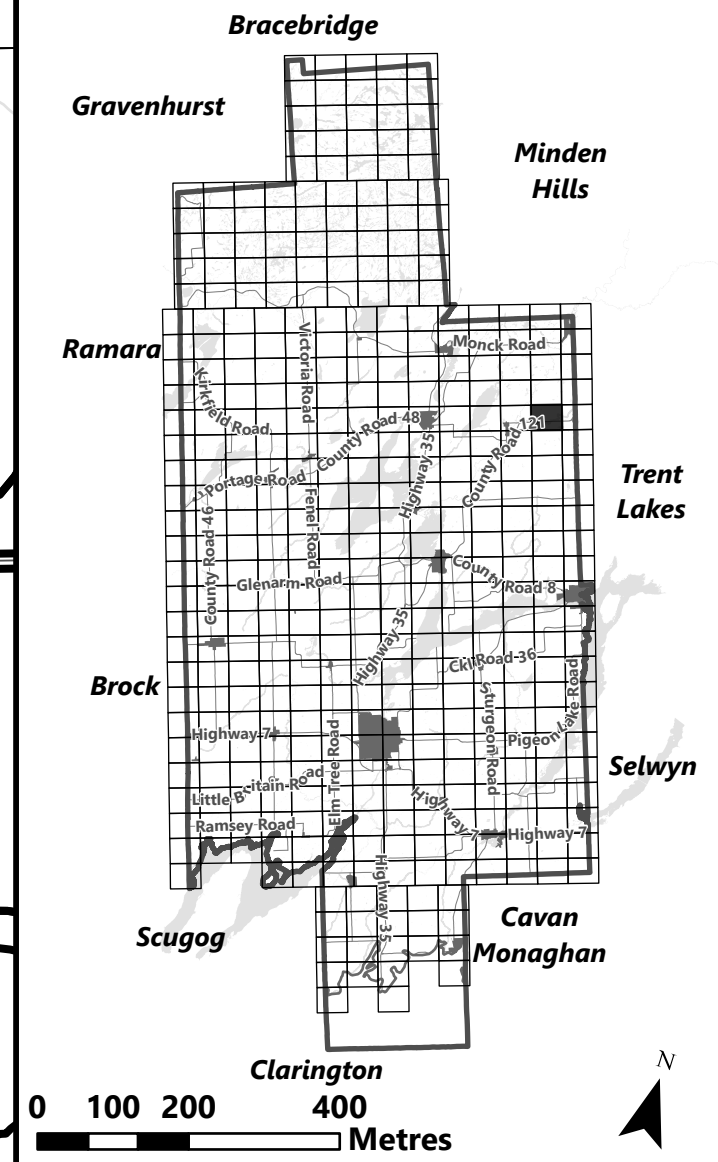 Bracebridge
Gravenhurst
Minden
Hills
Ramara
Monck Road
Victoria Road
Kirkfield Road
County Road 48
County Road 121
Highway 35
Portage Road
Trent
Lakes
Fenel Road
County Road 46
County Road 8
Glenarm Road
Highway 35
Ckl Road 36
Brock
Sturgeon Road
Pigeon Lake Road
Highway 7
Elm Tree Road
Selwyn
Little Britain Road
Highway 7
Ramsey Road
Highway 7
Highway 35
Scugog
Cavan
Monaghan
Clarington
N
0 100 200 400
Metres